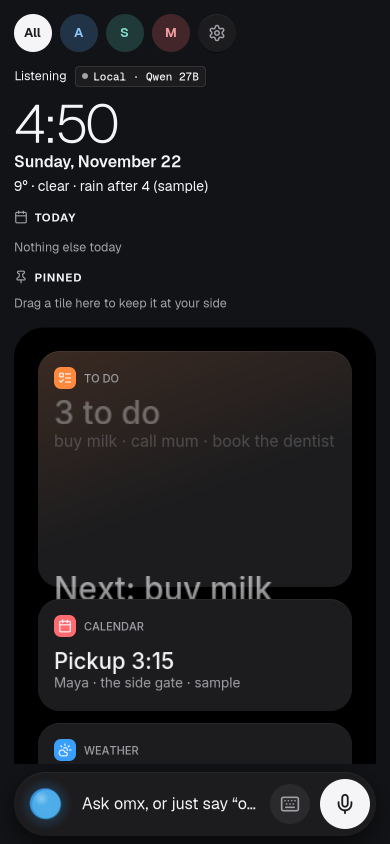 All A S M
Listening Local · Qwen 27B
4:50
Sunday, November 22
9° · clear · rain after 4 (sample)
TODAY
Nothing else today
PINNED
Drag a tile here to keep it at your side
TO DO
3 to do
buy milk · call mum · book the dentist
Next: buy milk
CALENDAR
Pickup 3:15
Maya · the side gate · sample
WEATHER
Ask omx, or just say “o…